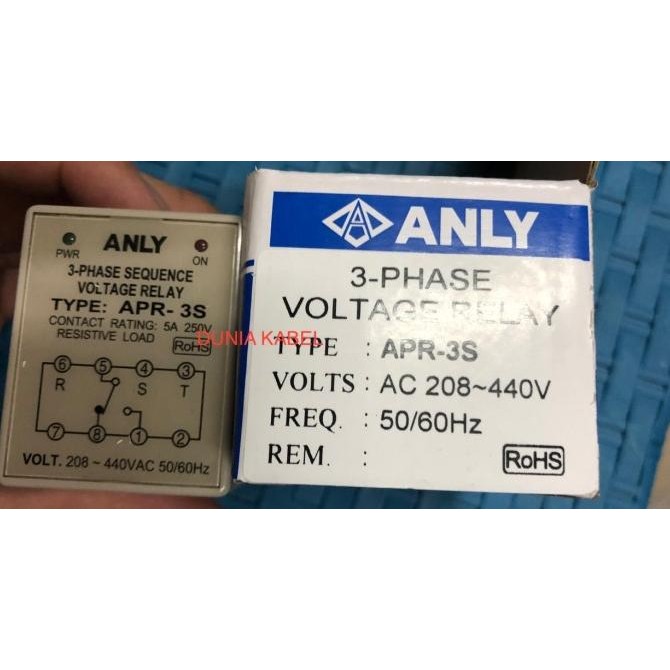 ANLY
PWR
ON
3-PHASE SEQUENCE
VOLTAGE RELAY
TYPE: APR- 3S
CONTACT RATING: 5A 250V
RESISTIVE LOAD
RoHS
6 5 4 3
R S T
7 8 1 2
VOLT. 208 ~ 440VAC 50/60Hz
DUNIA KABEL
ANLY
3-PHASE
VOLTAGE RELAY
TYPE : APR-3S
VOLTS : AC 208~440V
FREQ. : 50/60Hz
REM. :
RoHS